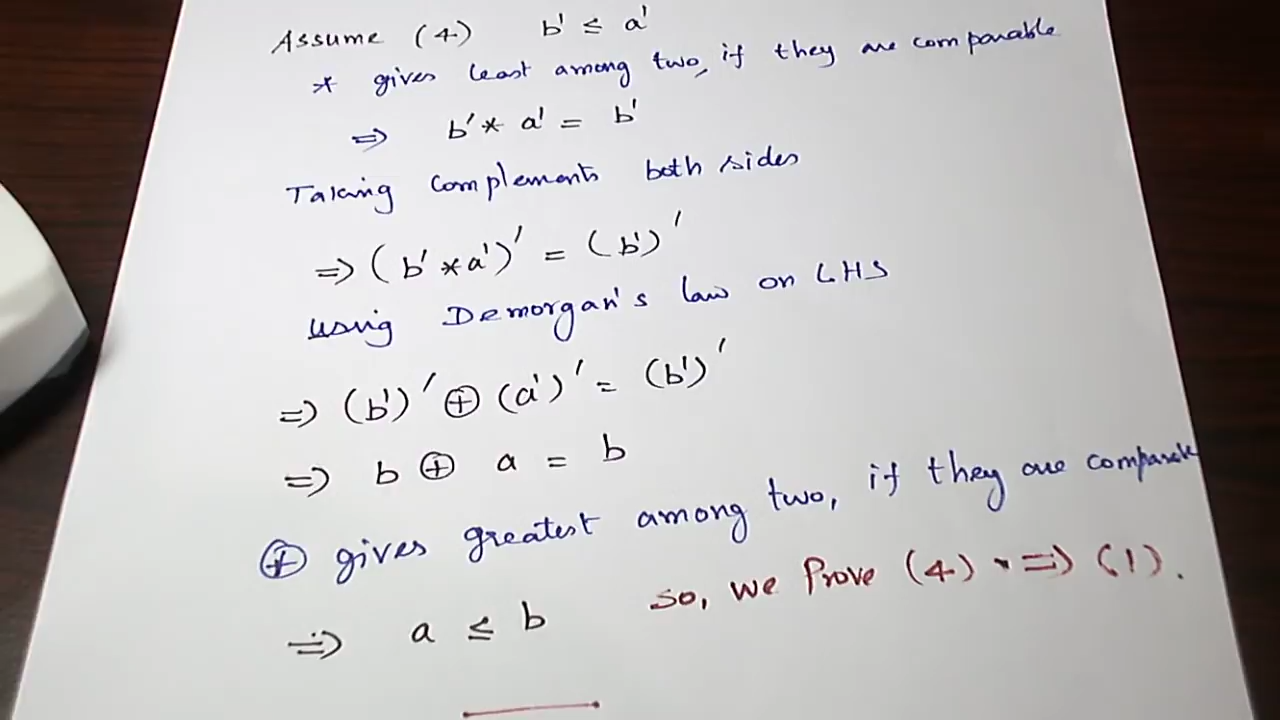 Assume (4) b' ≤ a'
* gives least among two, if they are comparable
⇒ b' * a' = b'
Taking complements both sides
⇒ (b' * a')' = (b')'
using Demorgan's law on LHS
⇒ (b')' ⊕ (a')' = (b')'
⇒ b ⊕ a = b
⊕ gives greatest among two, if they are comparable
⇒ a ≤ b so, we Prove (4) ⇒ (1).